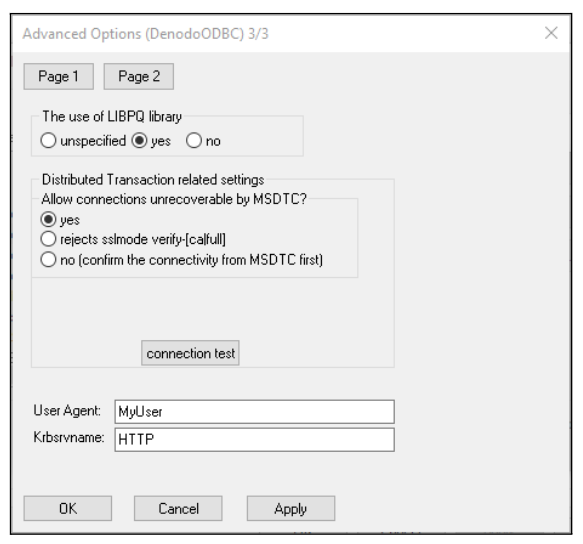 Advanced Options (DenodoODBC) 3/3
Page 1 Page 2
The use of LIBPQ library
unspecified yes no
Distributed Transaction related settings
Allow connections unrecoverable by MSDTC?
yes
rejects sslmode verify-[ca|full]
no (confirm the connectivity from MSDTC first)
connection test
User Agent: MyUser
Krbsrvname: HTTP
OK Cancel Apply